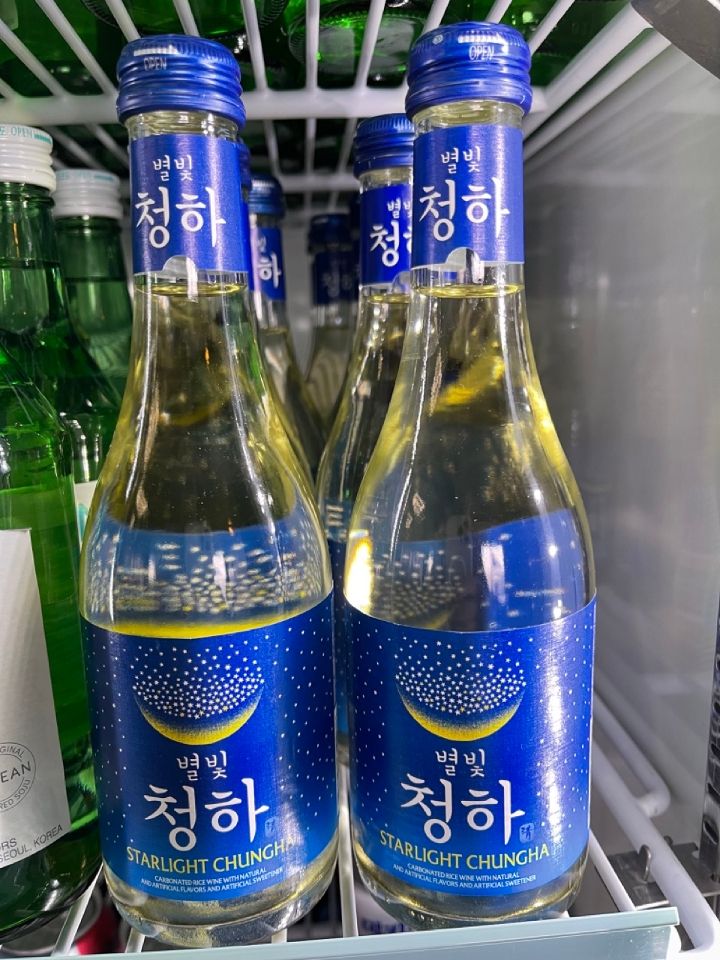 OPEN
별빛
청하
별빛
청하
STARLIGHT CHUNGHA
CARBONATED RICE WINE WITH NATURAL
AND ARTIFICIAL FLAVORS AND ARTIFICIAL SWEETENER
OPEN
별빛
청하
별빛
청하
STARLIGHT CHUNGHA
CARBONATED RICE WINE WITH NATURAL
AND ARTIFICIAL FLAVORS AND ARTIFICIAL SWEETENER
별빛
청하
하
OPEN
SEOUL, KOREA